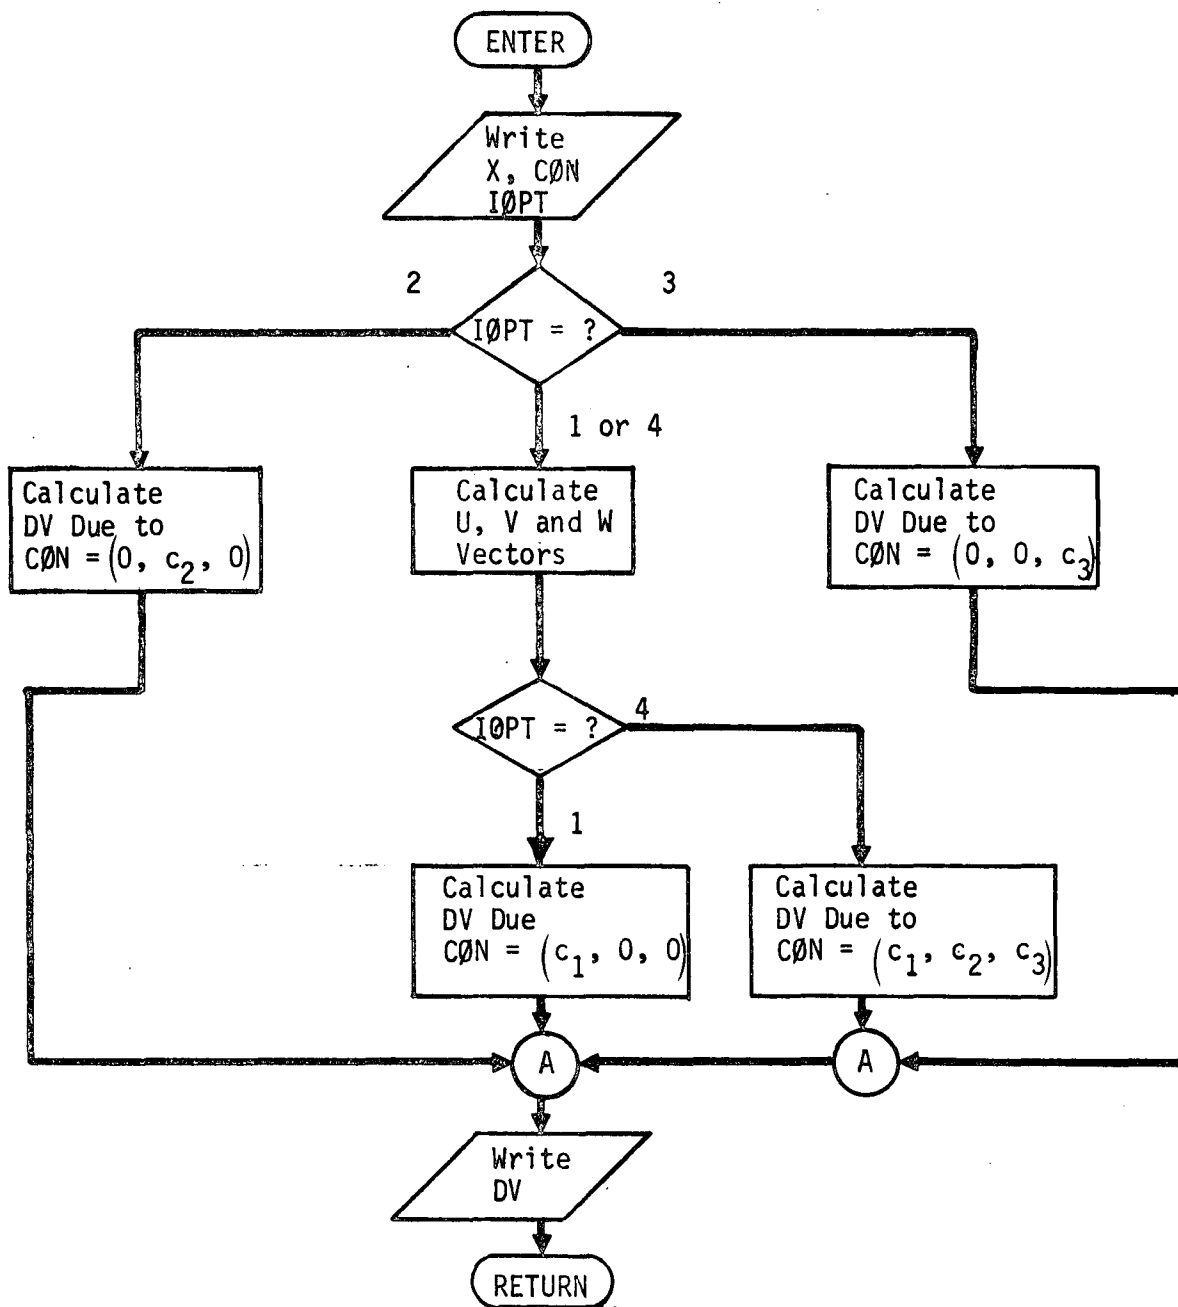 ENTER
Write
X, CØN
IØPT
2
3
IØPT = ?
1 or 4
Calculate
DV Due to
CØN = (0, c₂, 0)
Calculate
U, V and W
Vectors
Calculate
DV Due to
CØN = (0, 0, c₃)
IØPT = ?
4
1
Calculate
DV Due
CØN = (c₁, 0, 0)
Calculate
DV Due to
CØN = (c₁, c₂, c₃)
A
A
Write
DV
RETURN